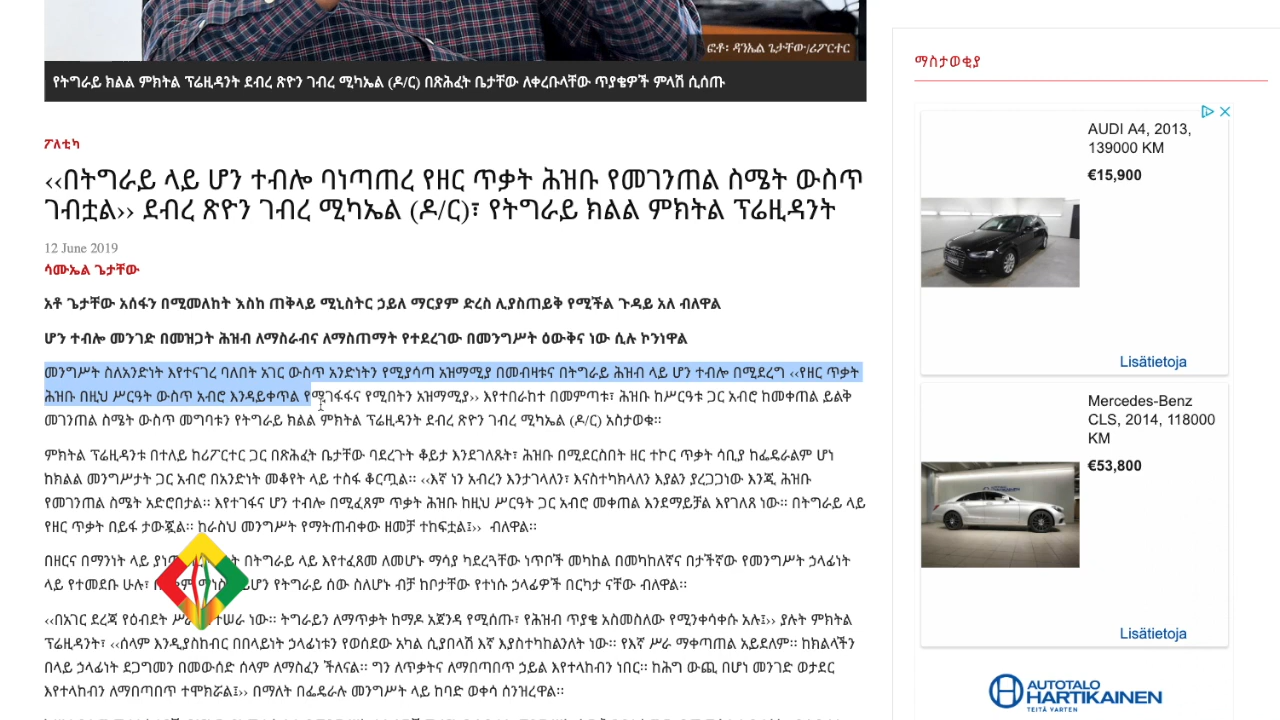 ፎቶ፡ ዳንኤል ጌታቸው/ሪፖርተር
የትግራይ ክልል ምክትል ፕሬዚዳንት ደብረ ጽዮን ገብረ ሚካኤል (ዶ/ር) በጽሕፈት ቤታቸው ለቀረቡላቸው ጥያቄዎች ምላሽ ሲሰጡ
ፖለቲካ
‹‹በትግራይ ላይ ሆን ተብሎ ባነጣጠረ የዘር ጥቃት ሕዝቡ የመገንጠል ስሜት ውስጥ
ገብቷል›› ደብረ ጽዮን ገብረ ሚካኤል (ዶ/ር)፣ የትግራይ ክልል ምክትል ፕሬዚዳንት
12 June 2019
ሳሙኤል ጌታቸው
አቶ ጌታቸው አሰፋን በሚመለከት እስከ ጠቅላይ ሚኒስትር ኃይለ ማርያም ድረስ ሊያስጠይቅ የሚችል ጉዳይ አለ ብለዋል
ሆን ተብሎ መንገድ በመዝጋት ሕዝብ ለማስራብና ለማስጠማት የተደረገው በመንግሥት ዕውቅና ነው ሲሉ ኮንነዋል
መንግሥት ስለአንድነት እየተናገረ ባለበት አገር ውስጥ አንድነትን የሚያሳጣ አዝማሚያ በመብዛቱና በትግራይ ሕዝብ ላይ ሆን ተብሎ በሚደረግ ‹‹የዘር ጥቃት
ሕዝቡ በዚህ ሥርዓት ውስጥ አብሮ እንዳይቀጥል የሚገፋፋና የሚበትን አዝማሚያ›› እየተበራከተ በመምጣቱ፣ ሕዝቡ ከሥርዓቱ ጋር አብሮ ከመቀጠል ይልቅ
መገንጠል ስሜት ውስጥ መግባቱን የትግራይ ክልል ምክትል ፕሬዚዳንት ደብረ ጽዮን ገብረ ሚካኤል (ዶ/ር) አስታወቁ፡፡
ምክትል ፕሬዚዳንቱ በተለይ ከሪፖርተር ጋር በጽሕፈት ቤታቸው ባደረጉት ቆይታ እንደገለጹት፣ ሕዝቡ በሚደርስበት ዘር ተኮር ጥቃት ሳቢያ ከፌዴራልም ሆነ
ከክልል መንግሥታት ጋር አብሮ በአንድነት መቆየት ላይ ተስፋ ቆርጧል፡፡ ‹‹እኛ ነን አብረን እንታገላለን፣ እናስተካክላለን እያልን ያረጋጋነው እንጂ ሕዝቡ
የመገንጠል ስሜት አድሮበታል፡፡ እየተገፋና ሆን ተብሎ በሚፈጸም ጥቃት ሕዝቡ ከዚህ ሥርዓት ጋር አብሮ መቀጠል እንደማይቻል እየገለጸ ነው፡፡ በትግራይ ላይ
የዘር ጥቃት በይፋ ታውጇል፡፡ ከራስህ መንግሥት የማትጠብቀው ዘመቻ ተከፍቷል፤›› ብለዋል፡፡
በዘርና በማንነት ላይ በትግራይ ላይ እየተፈጸመ ለመሆኑ ማሳያ ካደረጓቸው ነጥቦች መካከል በመካከለኛና በታችኛው የመንግሥት ኃላፊነት
ላይ የተመደቡ ሁሉ፣ የትግራይ ሰው ስለሆኑ ብቻ ከቦታቸው የተነሱ ኃላፊዎች በርካታ ናቸው ብለዋል፡፡
‹‹በአገር ደረጃ የዕብደት ነው፡፡ ትግራይን ለማጥቃት ከማዶ አጀንዳ የሚሰጡ፣ የሕዝብ ጥያቄ አስመስለው የሚንቀሳቀሱ አሉ፤›› ያሉት ምክትል
ፕሬዚዳንት፣ ‹‹ሰላም እንዲያስከብር በበላይነት ኃላፊነቱን የወሰደው አካል ሲያበላሽ እኛ እያስተካከልንለት ነው፡፡ የእኛ ሥራ ማቀጣጠል አይደለም፡፡ ከክልላችን
በላይ ኃላፊነት ደጋግመን በመውሰድ ሰላም ለማስፈን ችለናል፡፡ ግን ለጥቃትና ለማበጣበጥ ኃይል እየተላከብን ነበር፡፡ ከሕግ ውጪ በሆነ መንገድ ወታደር
እየተላከብን ለማበጣበጥ ተሞክሯል፤›› በማለት በፌደራሉ መንግሥት ላይ ከባድ ወቀሳ ሰንዝረዋል፡፡
ማስታወቂያ
AUDI A4, 2013,
139000 KM
€15,900
Lisätietoja
Mercedes-Benz
CLS, 2014, 118000
KM
€53,800
Lisätietoja
AUTOTALO
HARTIKAINEN
TEITÄ VARTEN